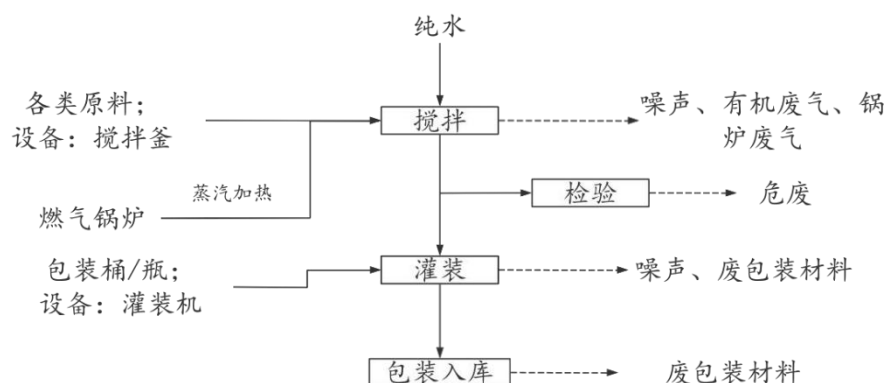 纯水
各类原料；
设备：搅拌釜
搅拌
噪声、有机废气、锅
炉废气
蒸汽加热
燃气锅炉
检验
危废
包装桶/瓶；
设备：灌装机
灌装
噪声、废包装材料
包装入库
废包装材料